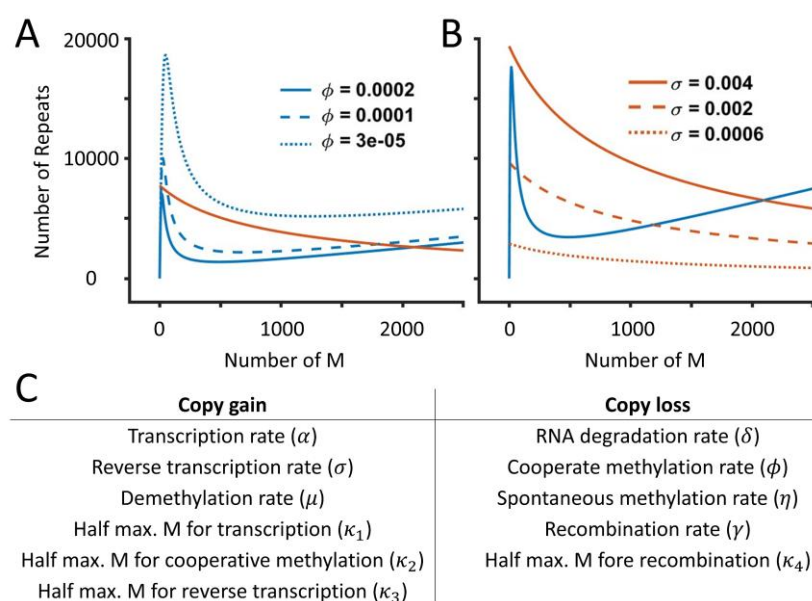 A
B
20000
10000
0
Number of Repeats
ϕ = 0.0002
ϕ = 0.0001
ϕ = 3e-05
σ = 0.004
σ = 0.002
σ = 0.0006
0
1000
2000
0
1000
2000
Number of M
Number of M
C
Copy gain
Copy loss
Transcription rate (α)
RNA degradation rate (δ)
Reverse transcription rate (σ)
Cooperate methylation rate (ϕ)
Demethylation rate (μ)
Spontaneous methylation rate (η)
Half max. M for transcription (κ₁)
Recombination rate (γ)
Half max. M for cooperative methylation (κ₂)
Half max. M fore recombination (κ₄)
Half max. M for reverse transcription (κ₃)